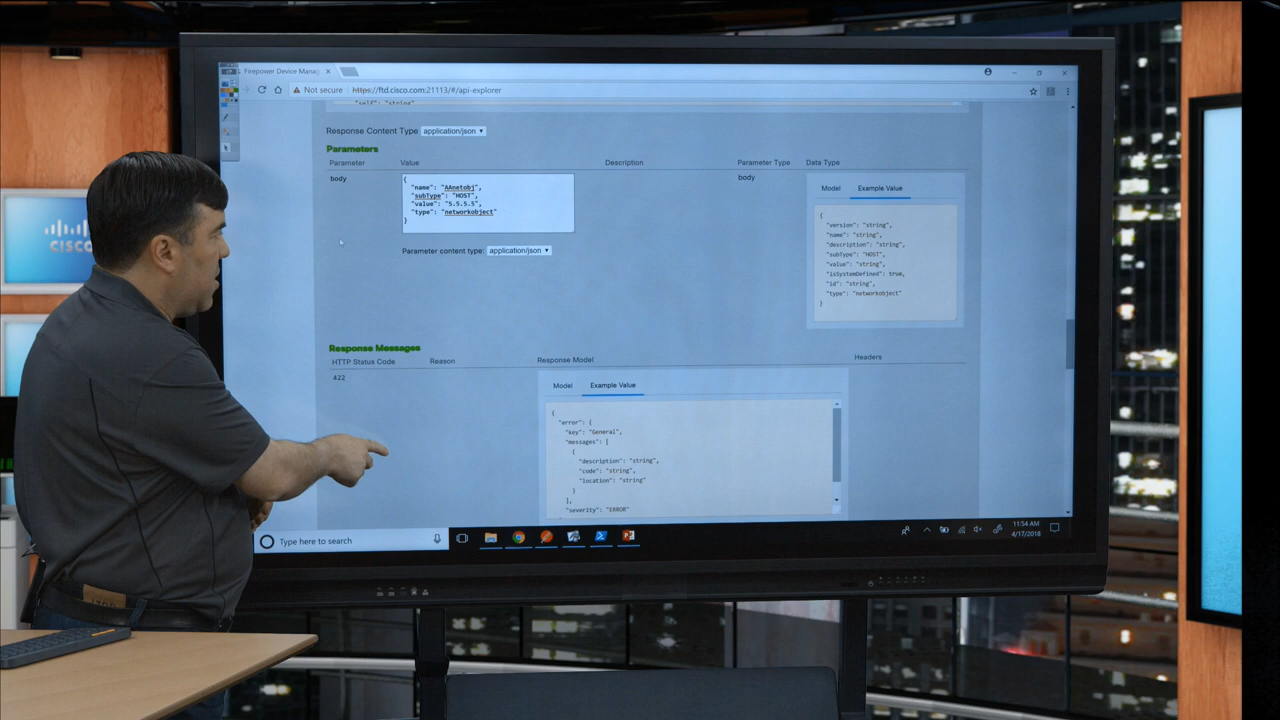 Firepower Device Manag
Not secure
https://ftd.cisco.com:21113/#/api-explorer
"self": "string"
Response Content Type application/json
Parameters
Parameter Value Description Parameter Type Data Type
body
{
"name": "AAnetobj",
"subType": "HOST",
"value": "5.5.5.5",
"type": "networkobject"
}
Parameter content type: application/json
body
Model Example Value
{
"version": "string",
"name": "string",
"description": "string",
"subType": "HOST",
"value": "string",
"isSystemDefined": true,
"id": "string",
"type": "networkobject"
}
Response Messages
HTTP Status Code Reason Response Model Headers
422
Model Example Value
{
"error": {
"key": "General",
"messages": [
{
"description": "string",
"code": "string",
"location": "string"
}
],
"severity": "ERROR"
Type here to search
11:54 AM
4/17/2018
CISCO